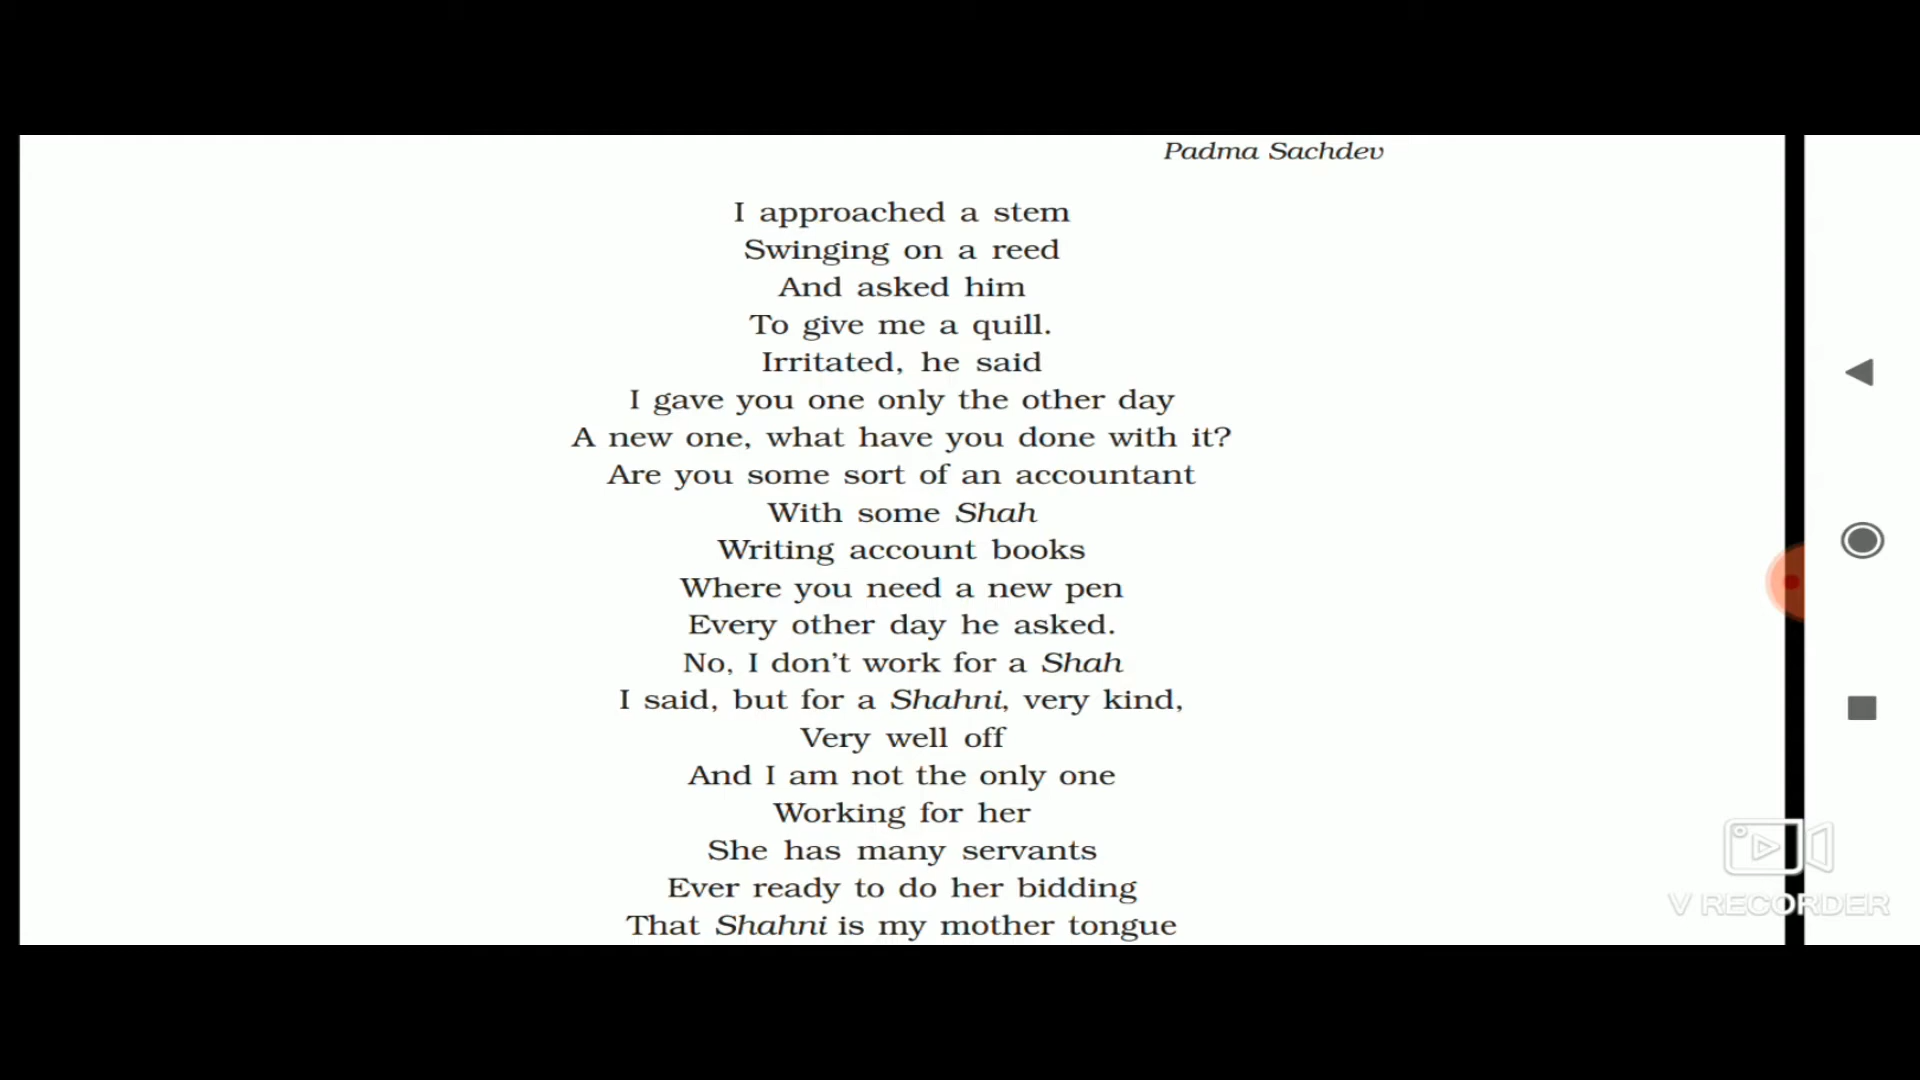 Padma Sachdev
I approached a stem
Swinging on a reed
And asked him
To give me a quill.
Irritated, he said
I gave you one only the other day
A new one, what have you done with it?
Are you some sort of an accountant
With some Shah
Writing account books
Where you need a new pen
Every other day he asked.
No, I don’t work for a Shah
I said, but for a Shahni, very kind,
Very well off
And I am not the only one
Working for her
She has many servants
Ever ready to do her bidding
That Shahni is my mother tongue
V RECORDER